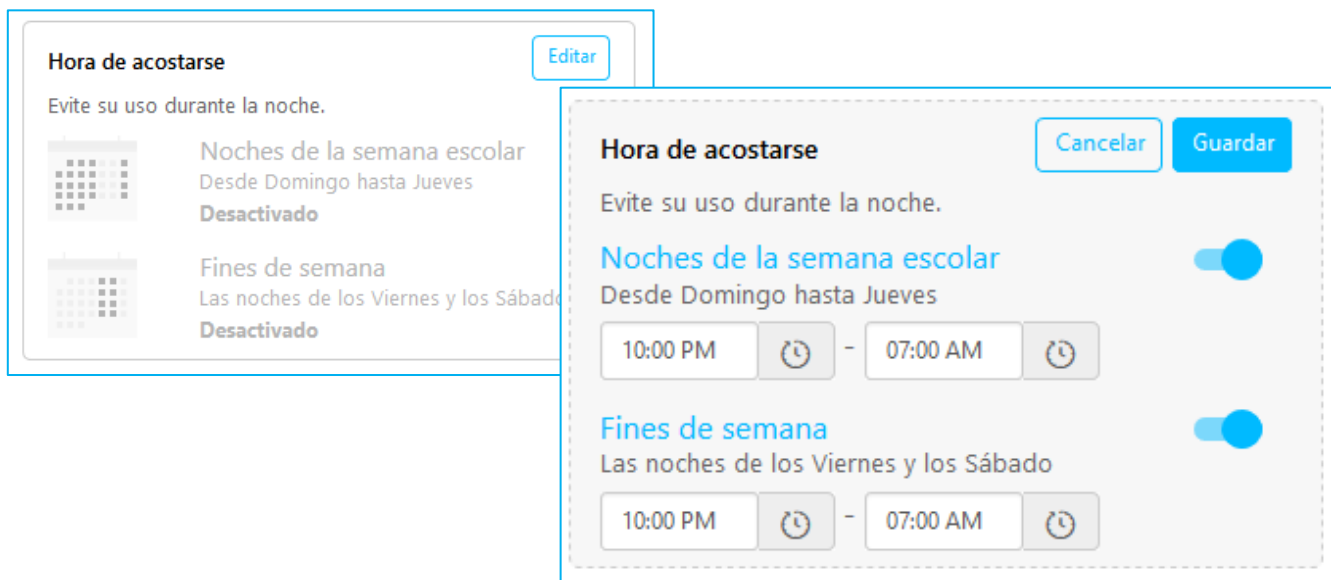 Hora de acostarse
Editar
Evite su uso durante la noche.
Noches de la semana escolar
Desde Domingo hasta Jueves
Desactivado
Fines de semana
Las noches de los Viernes y los Sábado
Desactivado
Hora de acostarse
Cancelar
Guardar
Evite su uso durante la noche.
Noches de la semana escolar
Desde Domingo hasta Jueves
10:00 PM - 07:00 AM
Fines de semana
Las noches de los Viernes y los Sábado
10:00 PM - 07:00 AM